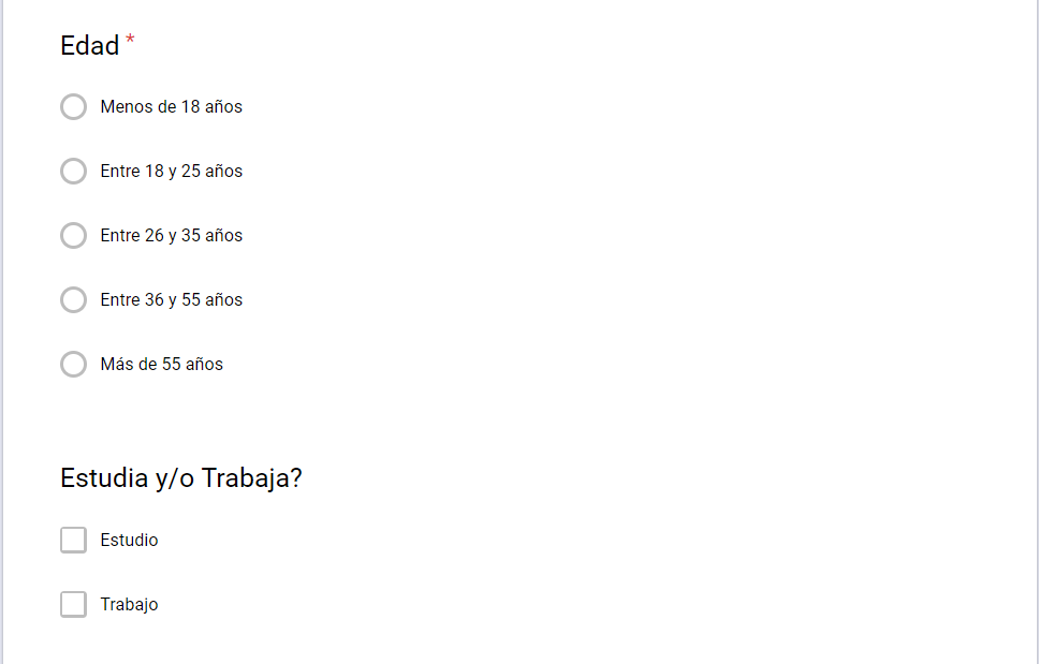 Edad *
Menos de 18 años
Entre 18 y 25 años
Entre 26 y 35 años
Entre 36 y 55 años
Más de 55 años
Estudia y/o Trabaja?
Estudio
Trabajo